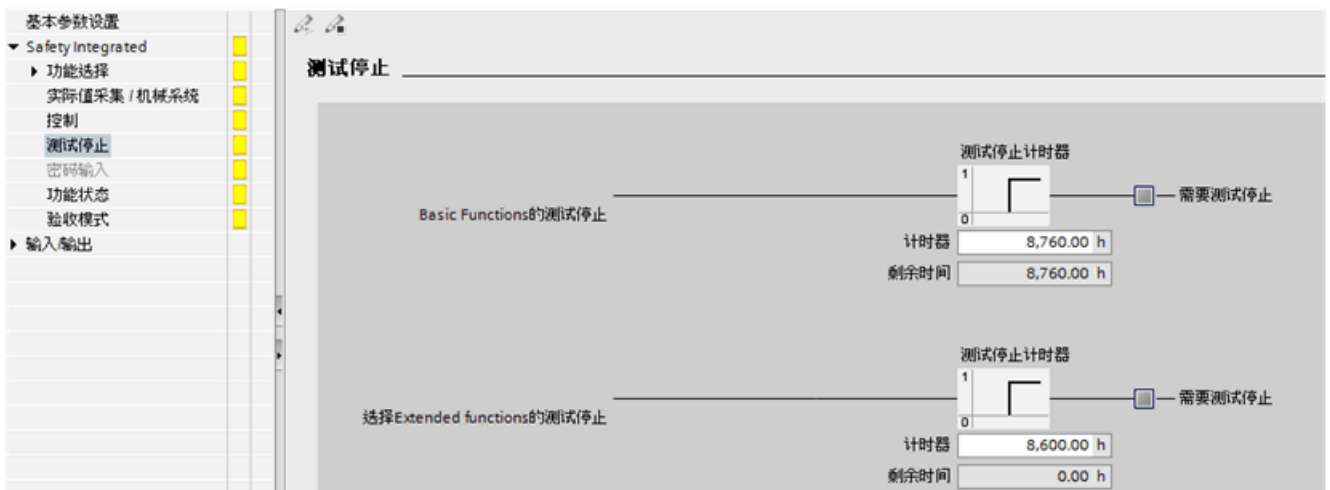 基本参数设置
Safety Integrated
功能选择
实际值采集 / 机械系统
控制
测试停止
密码输入
功能状态
验收模式
输入/输出
测试停止
测试停止计时器
1
0
Basic Functions的测试停止
需要测试停止
计时器 8,760.00 h
剩余时间 8,760.00 h
测试停止计时器
1
0
选择Extended functions的测试停止
需要测试停止
计时器 8,600.00 h
剩余时间 0.00 h